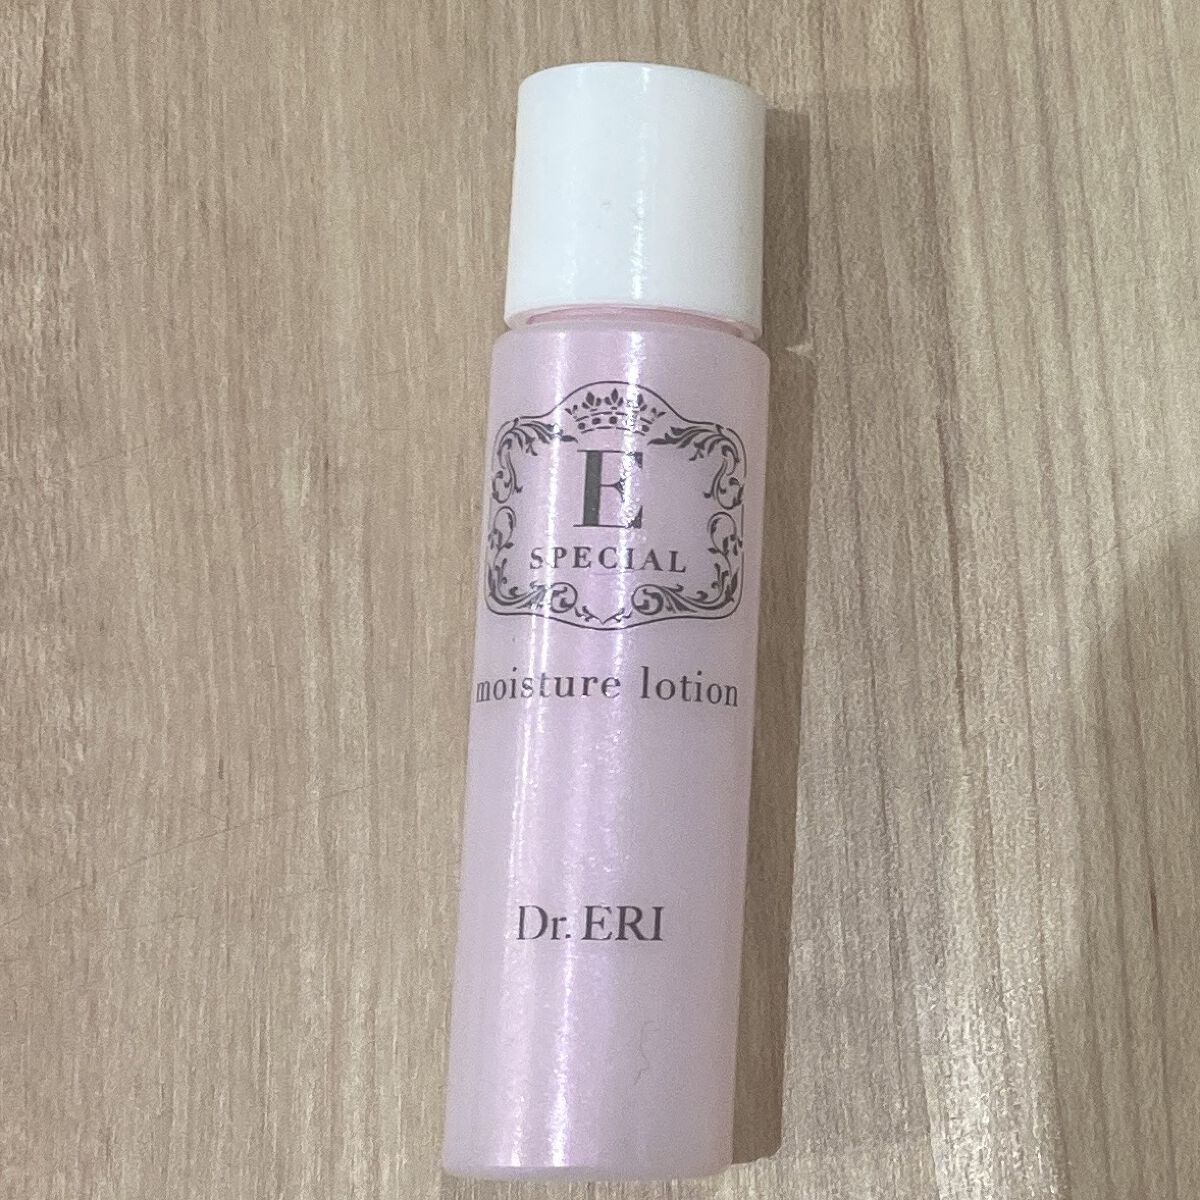 E
SPECIAL
moisture lotion
Dr. ERI